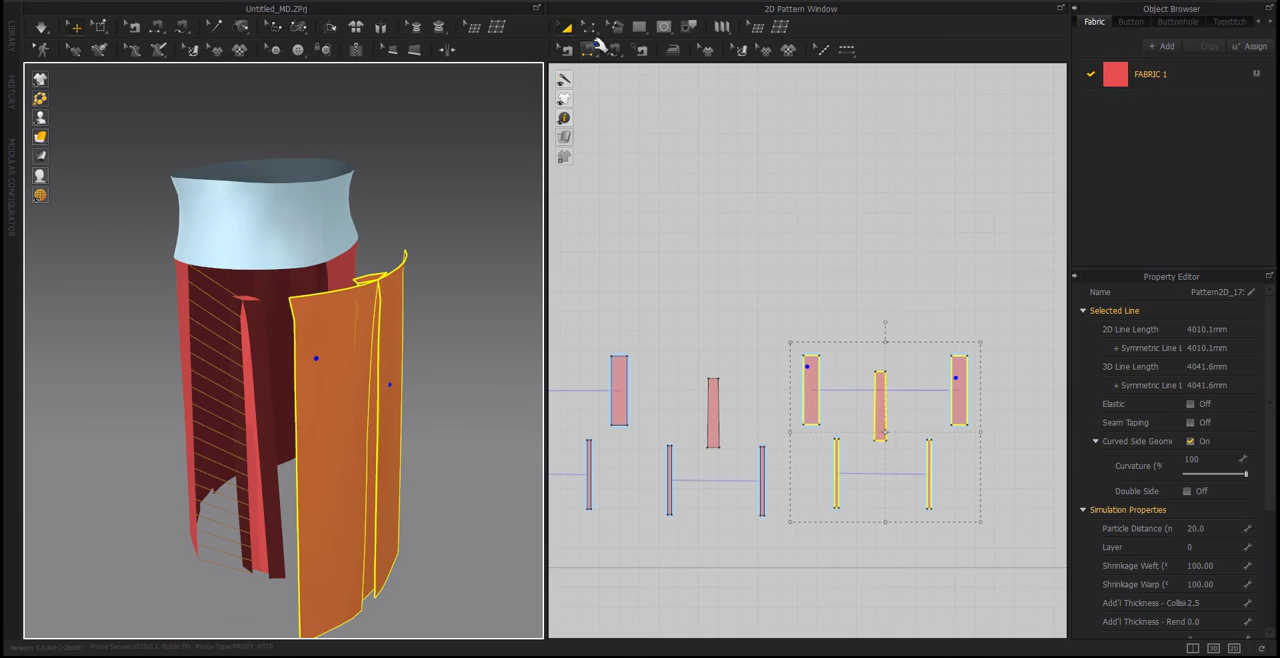 Untitled_MD.ZPrj
2D Pattern Window
Object Browser
LIBRARY
HISTORY
MODULAR CONFIGURATOR
Fabric
Button
Buttonhole
Topstitch
+ Add
Copy
Assign
FABRIC 1
Property Editor
Name Pattern2D_17
Selected Line
2D Line Length 4010.1mm
+ Symmetric Line L 4010.1mm
3D Line Length 4041.6mm
+ Symmetric Line L 4041.6mm
Elastic Off
Seam Taping Off
Curved Side Geome On
Curvature (% 100
Double Side Off
Simulation Properties
Particle Distance (n 20.0
Layer 0
Shrinkage Weft (% 100.00
Shrinkage Warp (% 100.00
Add'l Thickness - Collis 2.5
Add'l Thickness - Rend 0.0